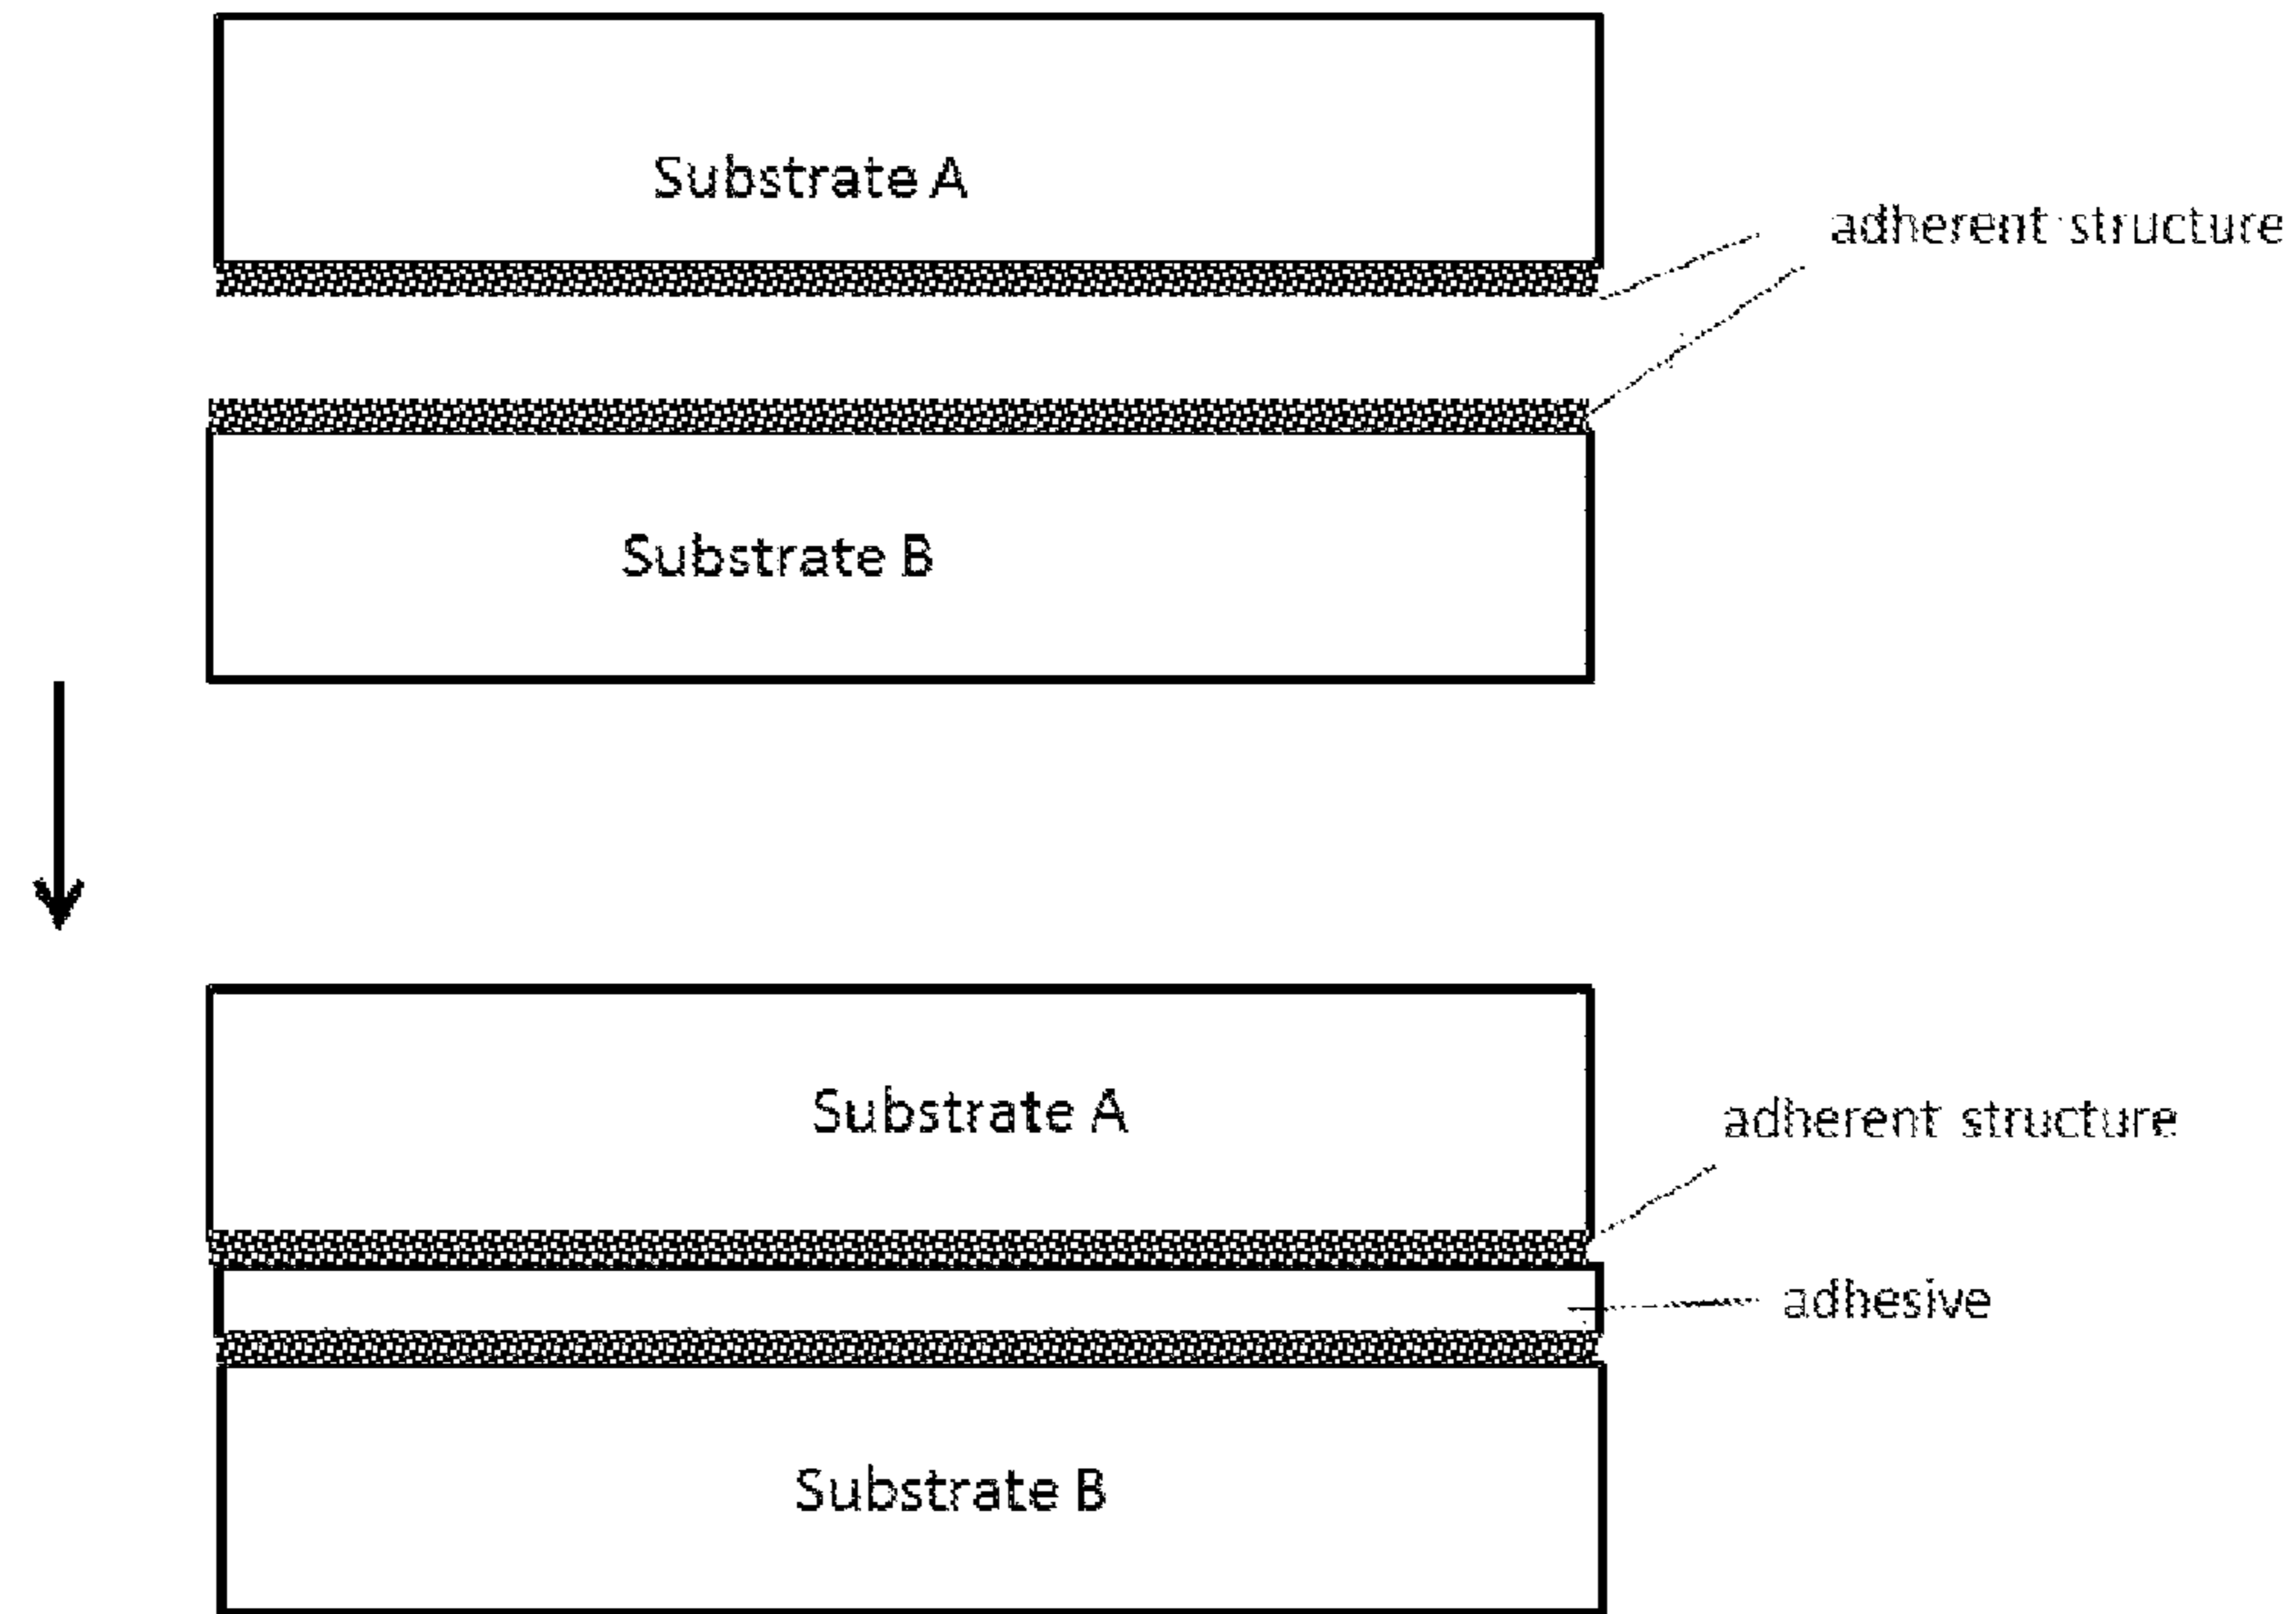 Substrate A
adherent structure
Substrate B
Substrate A
adherent structure
adhesive
Substrate B